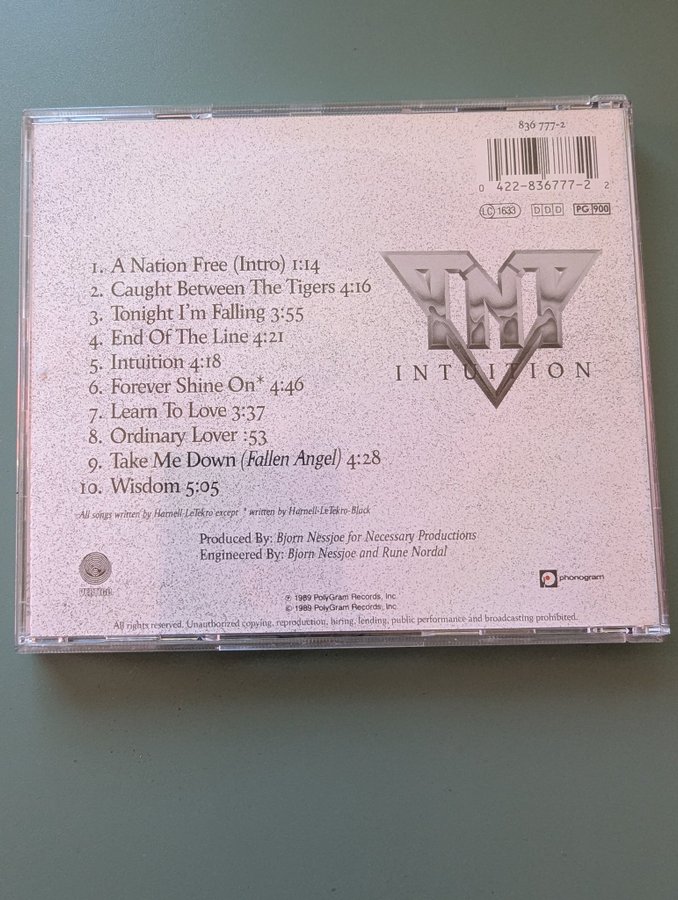 836 777-2
0 422-836777-2 2
LC 1633 DDD PG 900
1. A Nation Free (Intro) 1:14
2. Caught Between The Tigers 4:16
3. Tonight I'm Falling 3:55
4. End Of The Line 4:21
5. Intuition 4:18
6. Forever Shine On* 4:46
7. Learn To Love 3:37
8. Ordinary Lover :53
9. Take Me Down (Fallen Angel) 4:28
10. Wisdom 5:05
TNT
INTUITION
All songs written by Harnell-LeTekro except * written by Harnell-LeTekro-Black
Produced By: Bjorn Nessjoe for Necessary Productions
Engineered By: Bjorn Nessjoe and Rune Nordal
VERTIGO
phonogram
℗ 1989 PolyGram Records, Inc.
© 1989 PolyGram Records, Inc.
All rights reserved. Unauthorized copying, reproduction, hiring, lending, public performance and broadcasting prohibited.